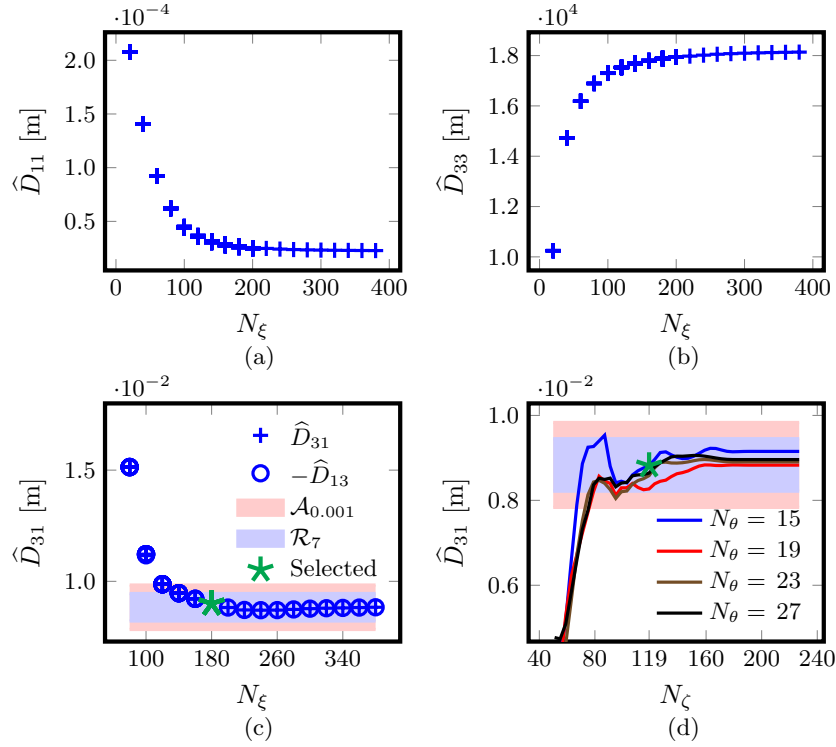 ·10⁻⁴
2.0
1.5
1.0
0.5
0 100 200 300 400
D̂₁₁ [m]
N_ξ
(a)
·10⁴
1.8
1.6
1.4
1.2
1.0
0 100 200 300 400
D̂₃₃ [m]
N_ξ
(b)
·10⁻²
1.5
1.0
100 180 260 340
D̂₃₁ [m]
N_ξ
D̂₃₁
−D̂₁₃
𝒜₀.₀₀₁
ℛ₇
Selected
(c)
·10⁻²
1.0
0.8
0.6
40 80 119 160 200 240
D̂₃₁ [m]
N_ζ
N_θ = 15
N_θ = 19
N_θ = 23
N_θ = 27
(d)